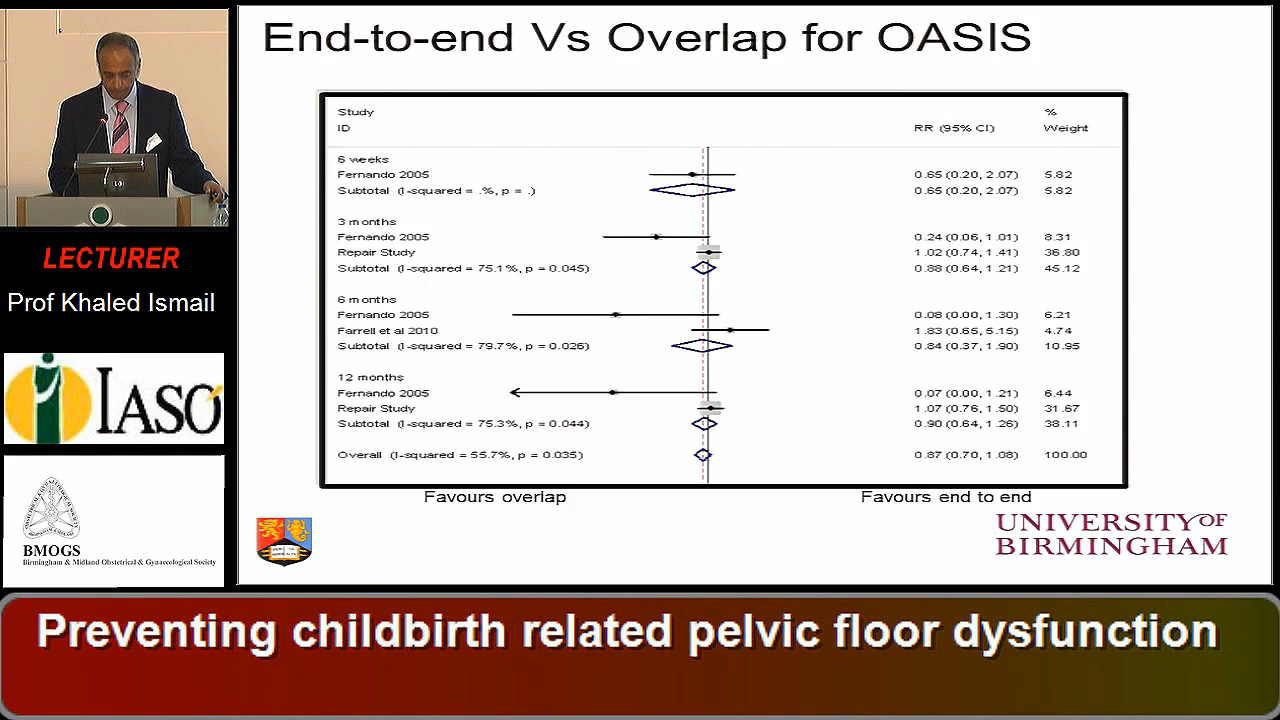 End-to-end Vs Overlap for OASIS
Study
ID
RR (95% CI)
%
Weight
6 weeks
Fernando 2005 0.65 (0.20, 2.07) 5.82
Subtotal (I-squared = .%, p = .) 0.65 (0.20, 2.07) 5.82
3 months
Fernando 2005 0.24 (0.06, 1.01) 8.31
Repair Study 1.02 (0.74, 1.41) 36.80
Subtotal (I-squared = 75.1%, p = 0.045) 0.88 (0.64, 1.21) 45.12
6 months
Fernando 2005 0.08 (0.00, 1.30) 6.21
Farrell et al 2010 1.83 (0.65, 5.15) 4.74
Subtotal (I-squared = 79.7%, p = 0.026) 0.84 (0.37, 1.90) 10.95
12 months
Fernando 2005 0.07 (0.00, 1.21) 6.44
Repair Study 1.07 (0.76, 1.50) 31.67
Subtotal (I-squared = 75.3%, p = 0.044) 0.90 (0.64, 1.26) 38.11
Overall (I-squared = 55.7%, p = 0.035) 0.87 (0.70, 1.08) 100.00
Favours overlap Favours end to end
UNIVERSITY OF
BIRMINGHAM
LECTURER
Prof Khaled Ismail
IASO
BMOGS
Birmingham & Midland Obstetrical & Gynaecological Society
Preventing childbirth related pelvic floor dysfunction